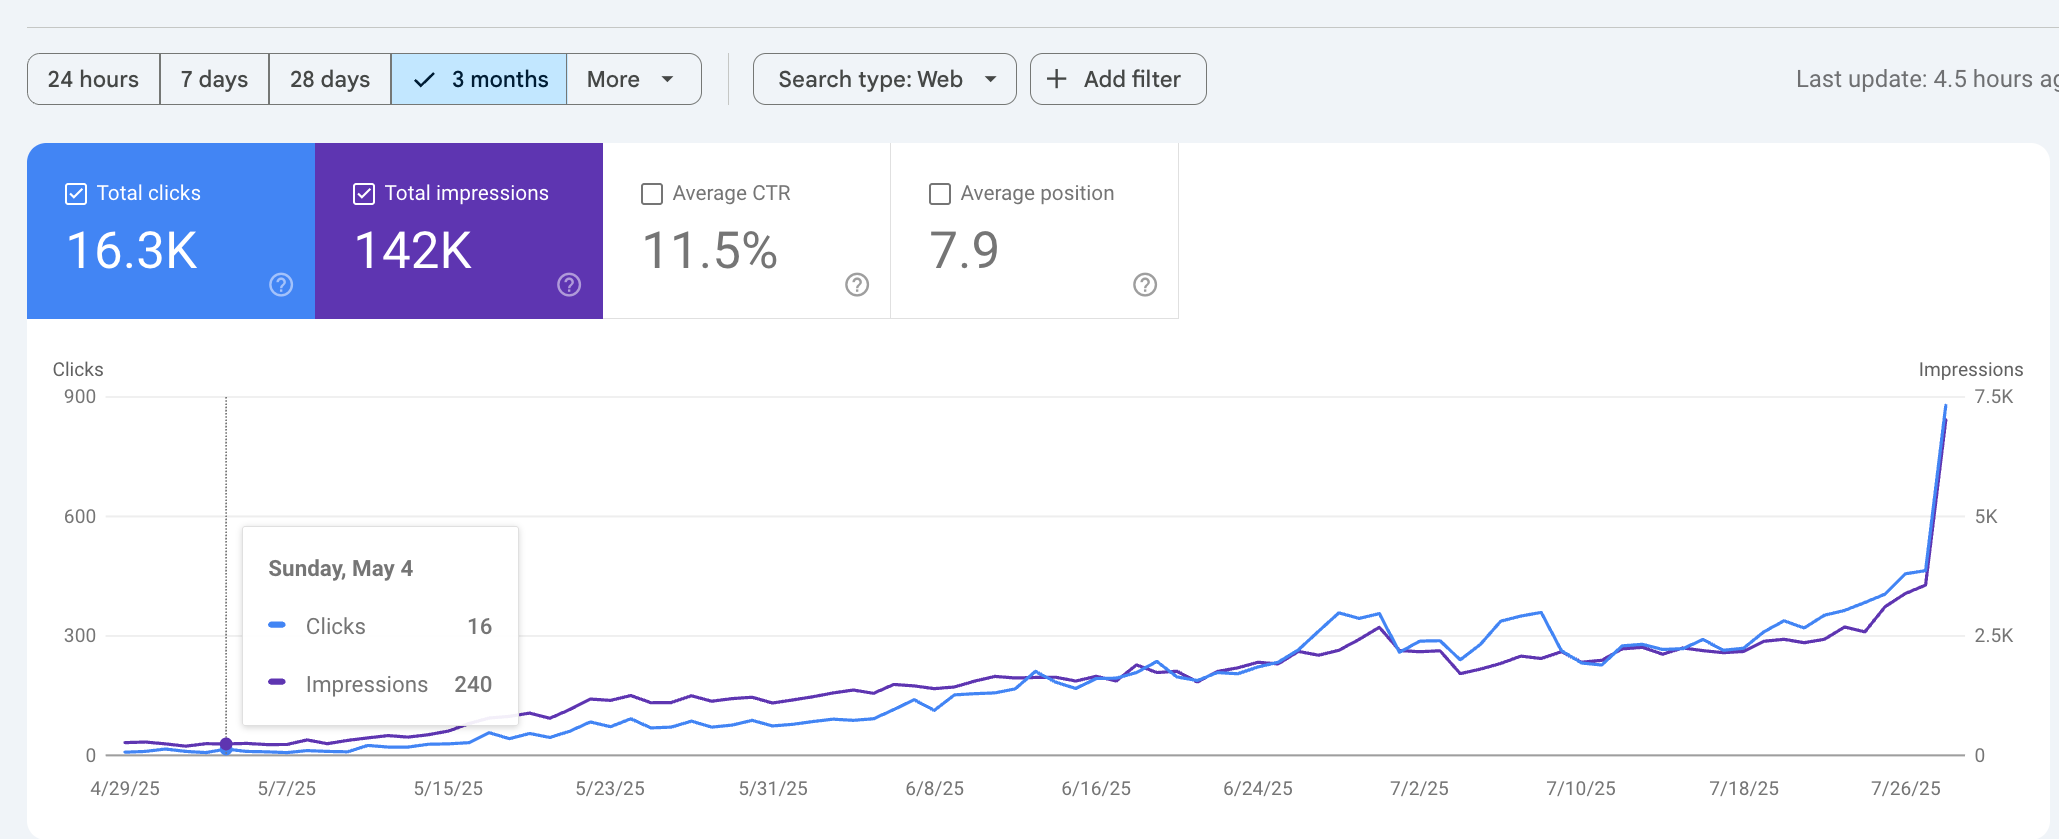 24 hours 7 days 28 days 3 months More Search type: Web Add filter Last update: 4.5 hours ag
Total clicks Total impressions Average CTR Average position
16.3K 142K 11.5% 7.9
Clicks Impressions
900 7.5K
600 5K
Sunday, May 4
Clicks 16
Impressions 240
300 2.5K
0 0
4/29/25 5/7/25 5/15/25 5/23/25 5/31/25 6/8/25 6/16/25 6/24/25 7/2/25 7/10/25 7/18/25 7/26/25